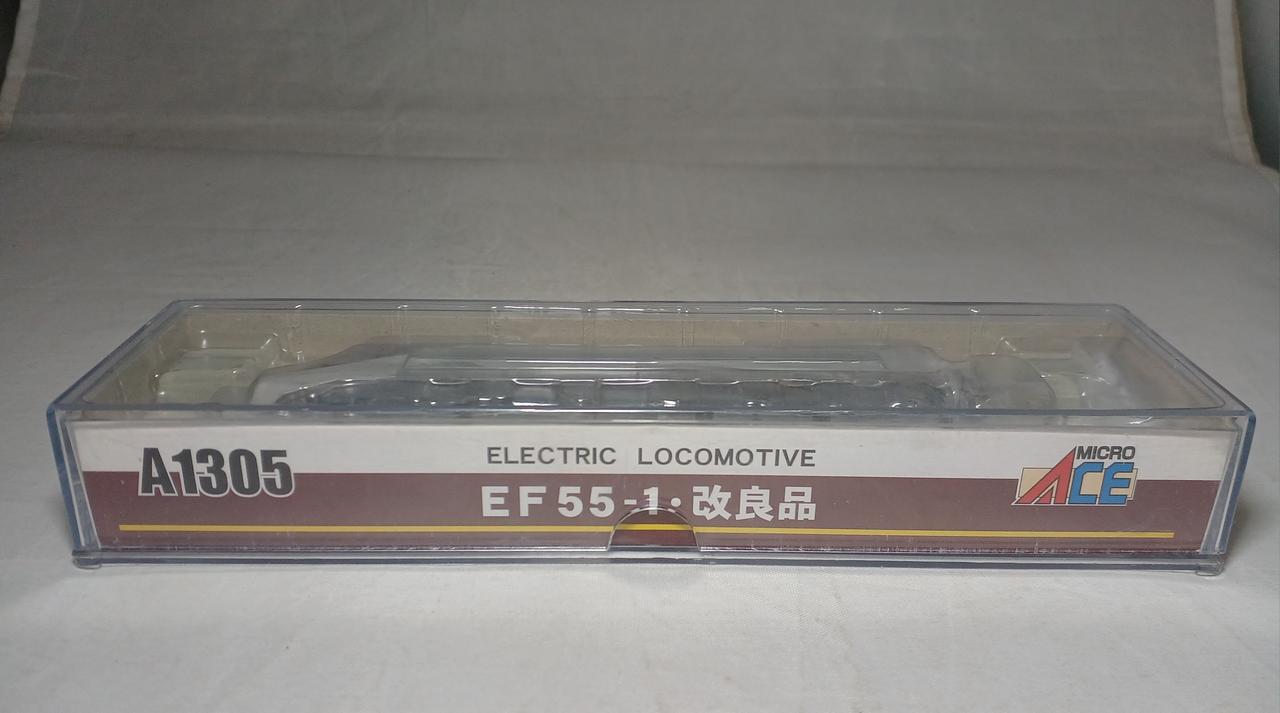 A1305
ELECTRIC LOCOMOTIVE
EF55-1・改良品
MICRO
ACE